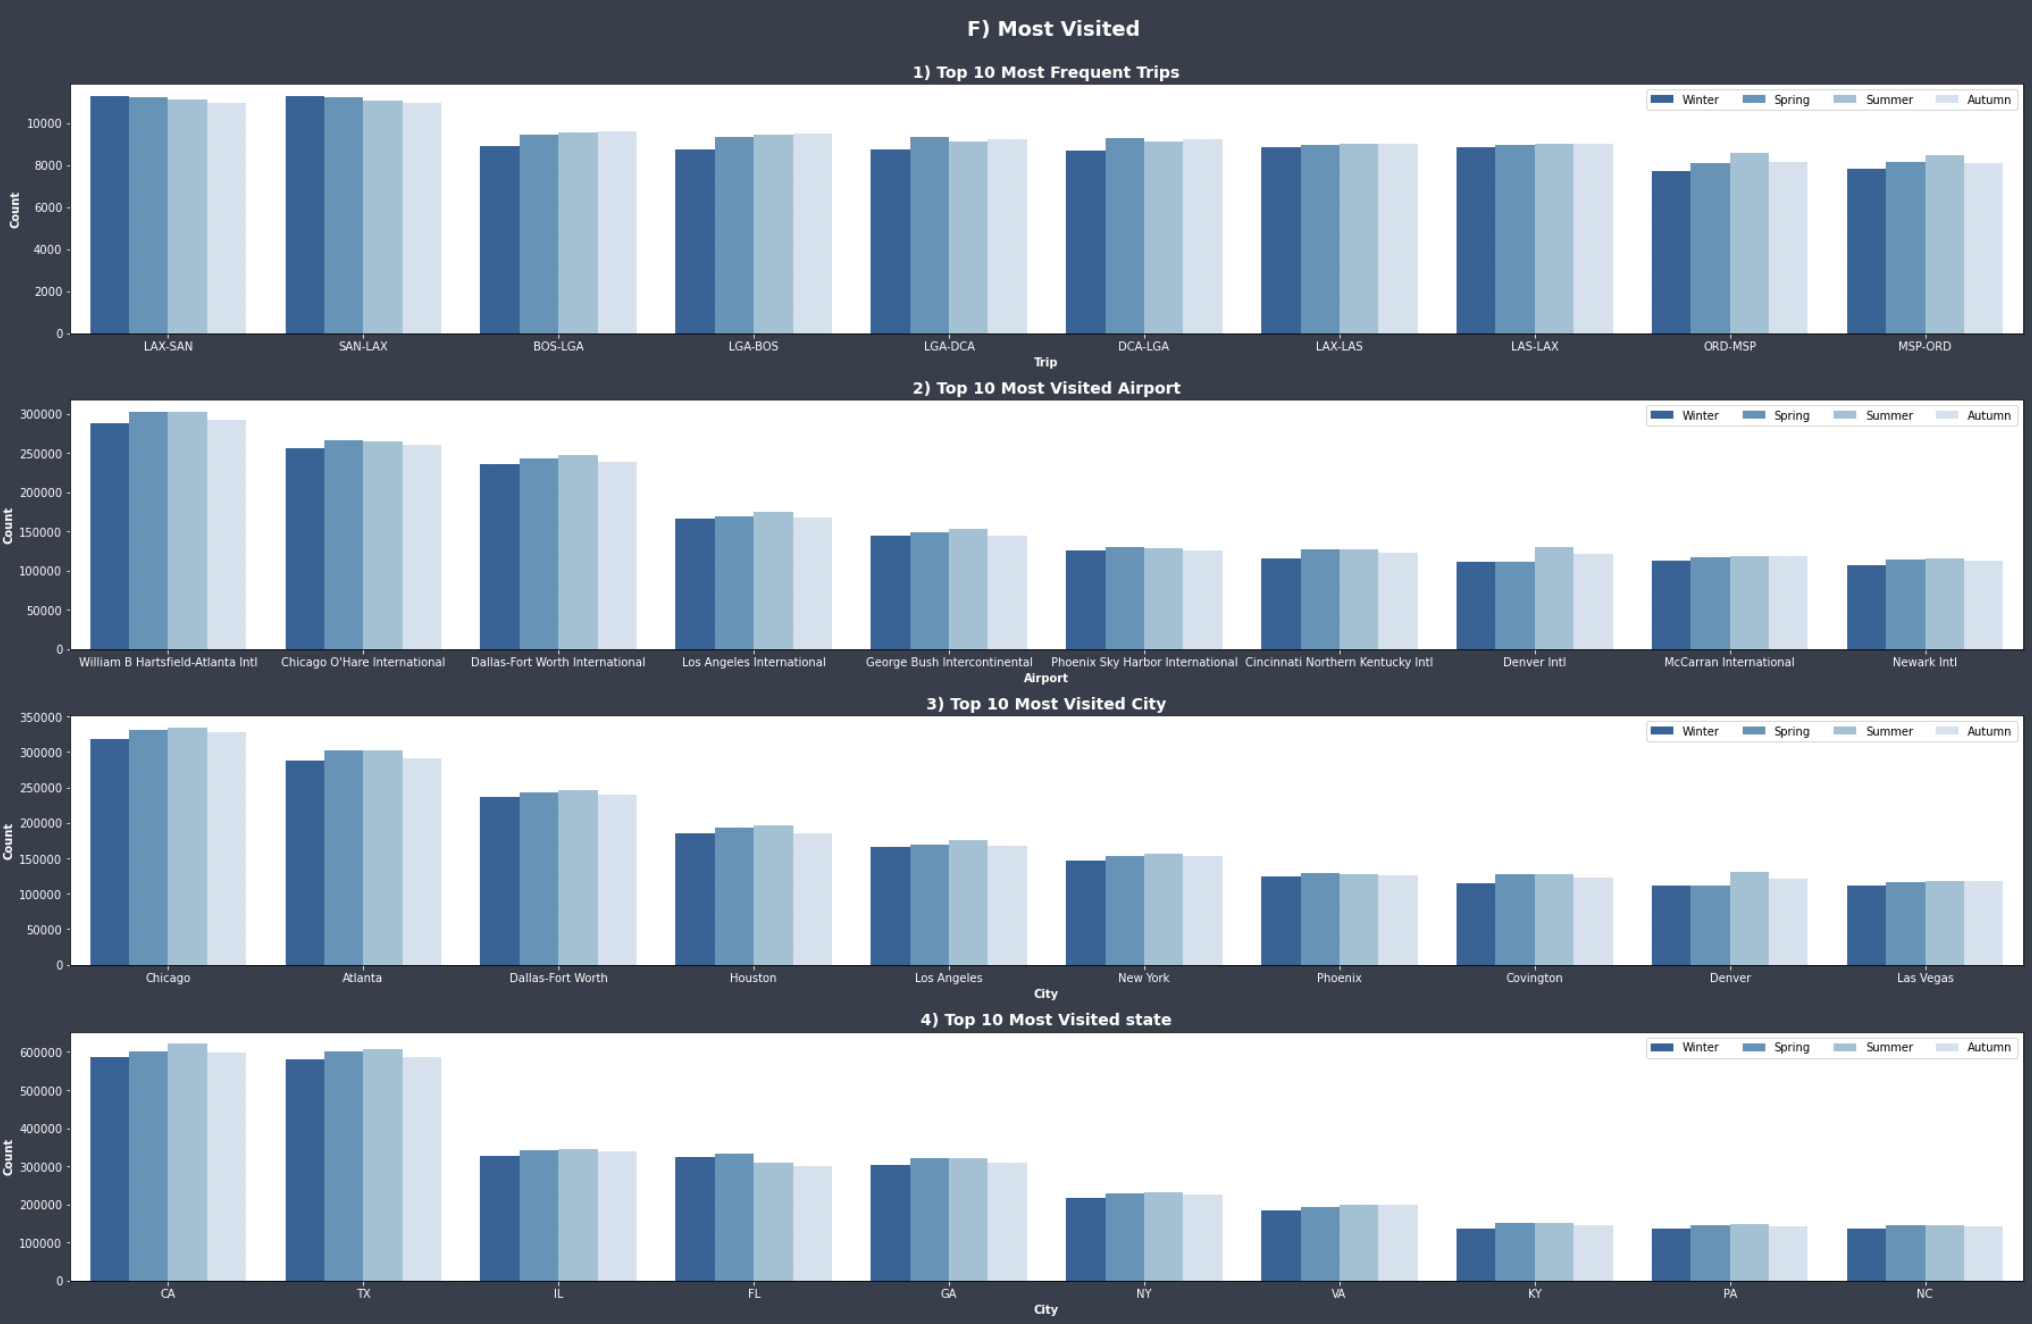 F) Most Visited
1) Top 10 Most Frequent Trips
Winter Spring Summer Autumn
10000
8000
6000
4000
2000
0
Count
LAX-SAN SAN-LAX BOS-LGA LGA-BOS LGA-DCA DCA-LGA LAX-LAS LAS-LAX ORD-MSP MSP-ORD
Trip
2) Top 10 Most Visited Airport
Winter Spring Summer Autumn
300000
250000
200000
150000
100000
50000
0
Count
William B Hartsfield-Atlanta Intl Chicago O'Hare International Dallas-Fort Worth International Los Angeles International George Bush Intercontinental Phoenix Sky Harbor International Cincinnati Northern Kentucky Intl Denver Intl McCarran International Newark Intl
Airport
3) Top 10 Most Visited City
Winter Spring Summer Autumn
350000
300000
250000
200000
150000
100000
50000
0
Count
Chicago Atlanta Dallas-Fort Worth Houston Los Angeles New York Phoenix Covington Denver Las Vegas
City
4) Top 10 Most Visited state
Winter Spring Summer Autumn
600000
500000
400000
300000
200000
100000
0
Count
CA TX IL FL GA NY VA KY PA NC
City